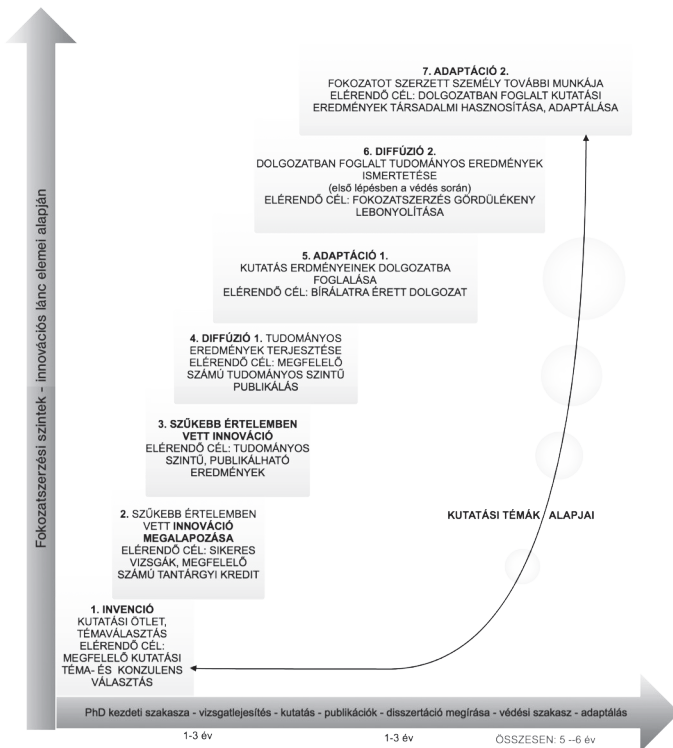 7. ADAPTÁCIÓ 2.
FOKOZATOT SZERZETT SZEMÉLY TOVÁBBI MUNKÁJA
ELÉRENDŐ CÉL: DOLGOZATBAN FOGLALT KUTATÁSI
EREDMÉNYEK TÁRSADALMI HASZNOSÍTÁSA, ADAPTÁLÁSA
6. DIFFÚZIÓ 2.
DOLGOZATBAN FOGLALT TUDOMÁNYOS EREDMÉNYEK
ISMERTETÉSE
(első lépésben a védés során)
ELÉRENDŐ CÉL: FOKOZATSZERZÉS GÖRDÜLÉKENY
LEBONYOLÍTÁSA
5. ADAPTÁCIÓ 1.
KUTATÁS ERDMÉNYEINEK DOLGOZATBA
FOGLALÁSA
ELÉRENDŐ CÉL: BÍRÁLATRA ÉRETT DOLGOZAT
4. DIFFÚZIÓ 1. TUDOMÁNYOS
EREDMÉNYEK TERJESZTÉSE
ELÉRENDŐ CÉL: MEGFELELŐ
SZÁMÚ TUDOMÁNYOS SZINTŰ
PUBLIKÁLÁS
3. SZŰKEBB ÉRTELEMBEN
VETT INNOVÁCIÓ
ELÉRENDŐ CÉL: TUDOMÁNYOS
SZINTŰ, PUBLIKÁLHATÓ
EREDMÉNYEK
2. SZŰKEBB ÉRTELEMBEN
VETT INNOVÁCIÓ
MEGALAPOZÁSA
ELÉRENDŐ CÉL: SIKERES
VIZSGÁK, MEGFELELŐ
SZÁMÚ TANTÁRGYI KREDIT
1. INVENCIÓ
KUTATÁSI ÖTLET,
TÉMAVÁLASZTÁS
ELÉRENDŐ CÉL:
MEGFELELŐ KUTATÁSI
TÉMA- ÉS KONZULENS
VÁLASZTÁS
KUTATÁSI TÉMÁK ALAPJAI
Fokozatszerzési szintek - innovációs lánc elemei alapján
PhD kezdeti szakasza - vizsgatlejesítés - kutatás - publikációk - disszertáció megírása - védési szakasz - adaptálás
1-3 év
1-3 év
ÖSSZESEN: 5 --6 év